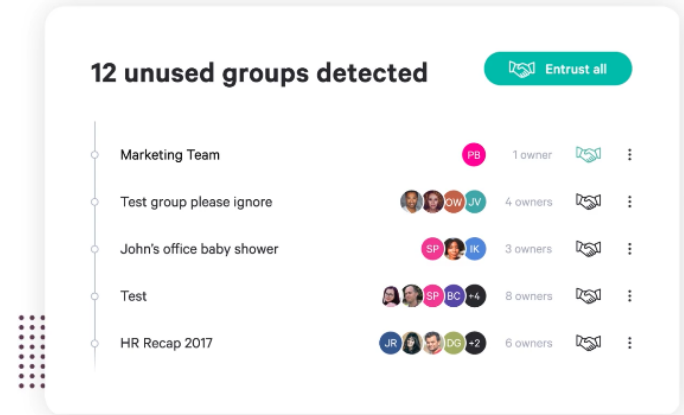 12 unused groups detected
Entrust all
Marketing Team PB 1 owner
Test group please ignore OW JV 4 owners
John's office baby shower SP IK 3 owners
Test SP BC +4 8 owners
HR Recap 2017 JR DG +2 6 owners